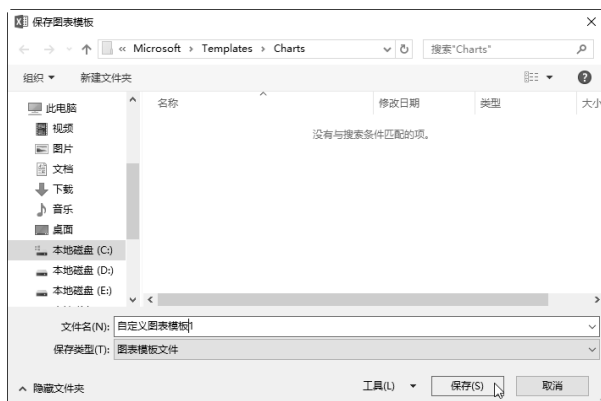 保存图表模板
« Microsoft › Templates › Charts
搜索"Charts"
组织 新建文件夹
名称 修改日期 类型 大小
没有与搜索条件匹配的项。
此电脑
视频
图片
文档
下载
音乐
桌面
本地磁盘 (C:)
本地磁盘 (D:)
本地磁盘 (E:)
文件名(N): 自定义图表模板1
保存类型(T): 图表模板文件
隐藏文件夹 工具(L) 保存(S) 取消